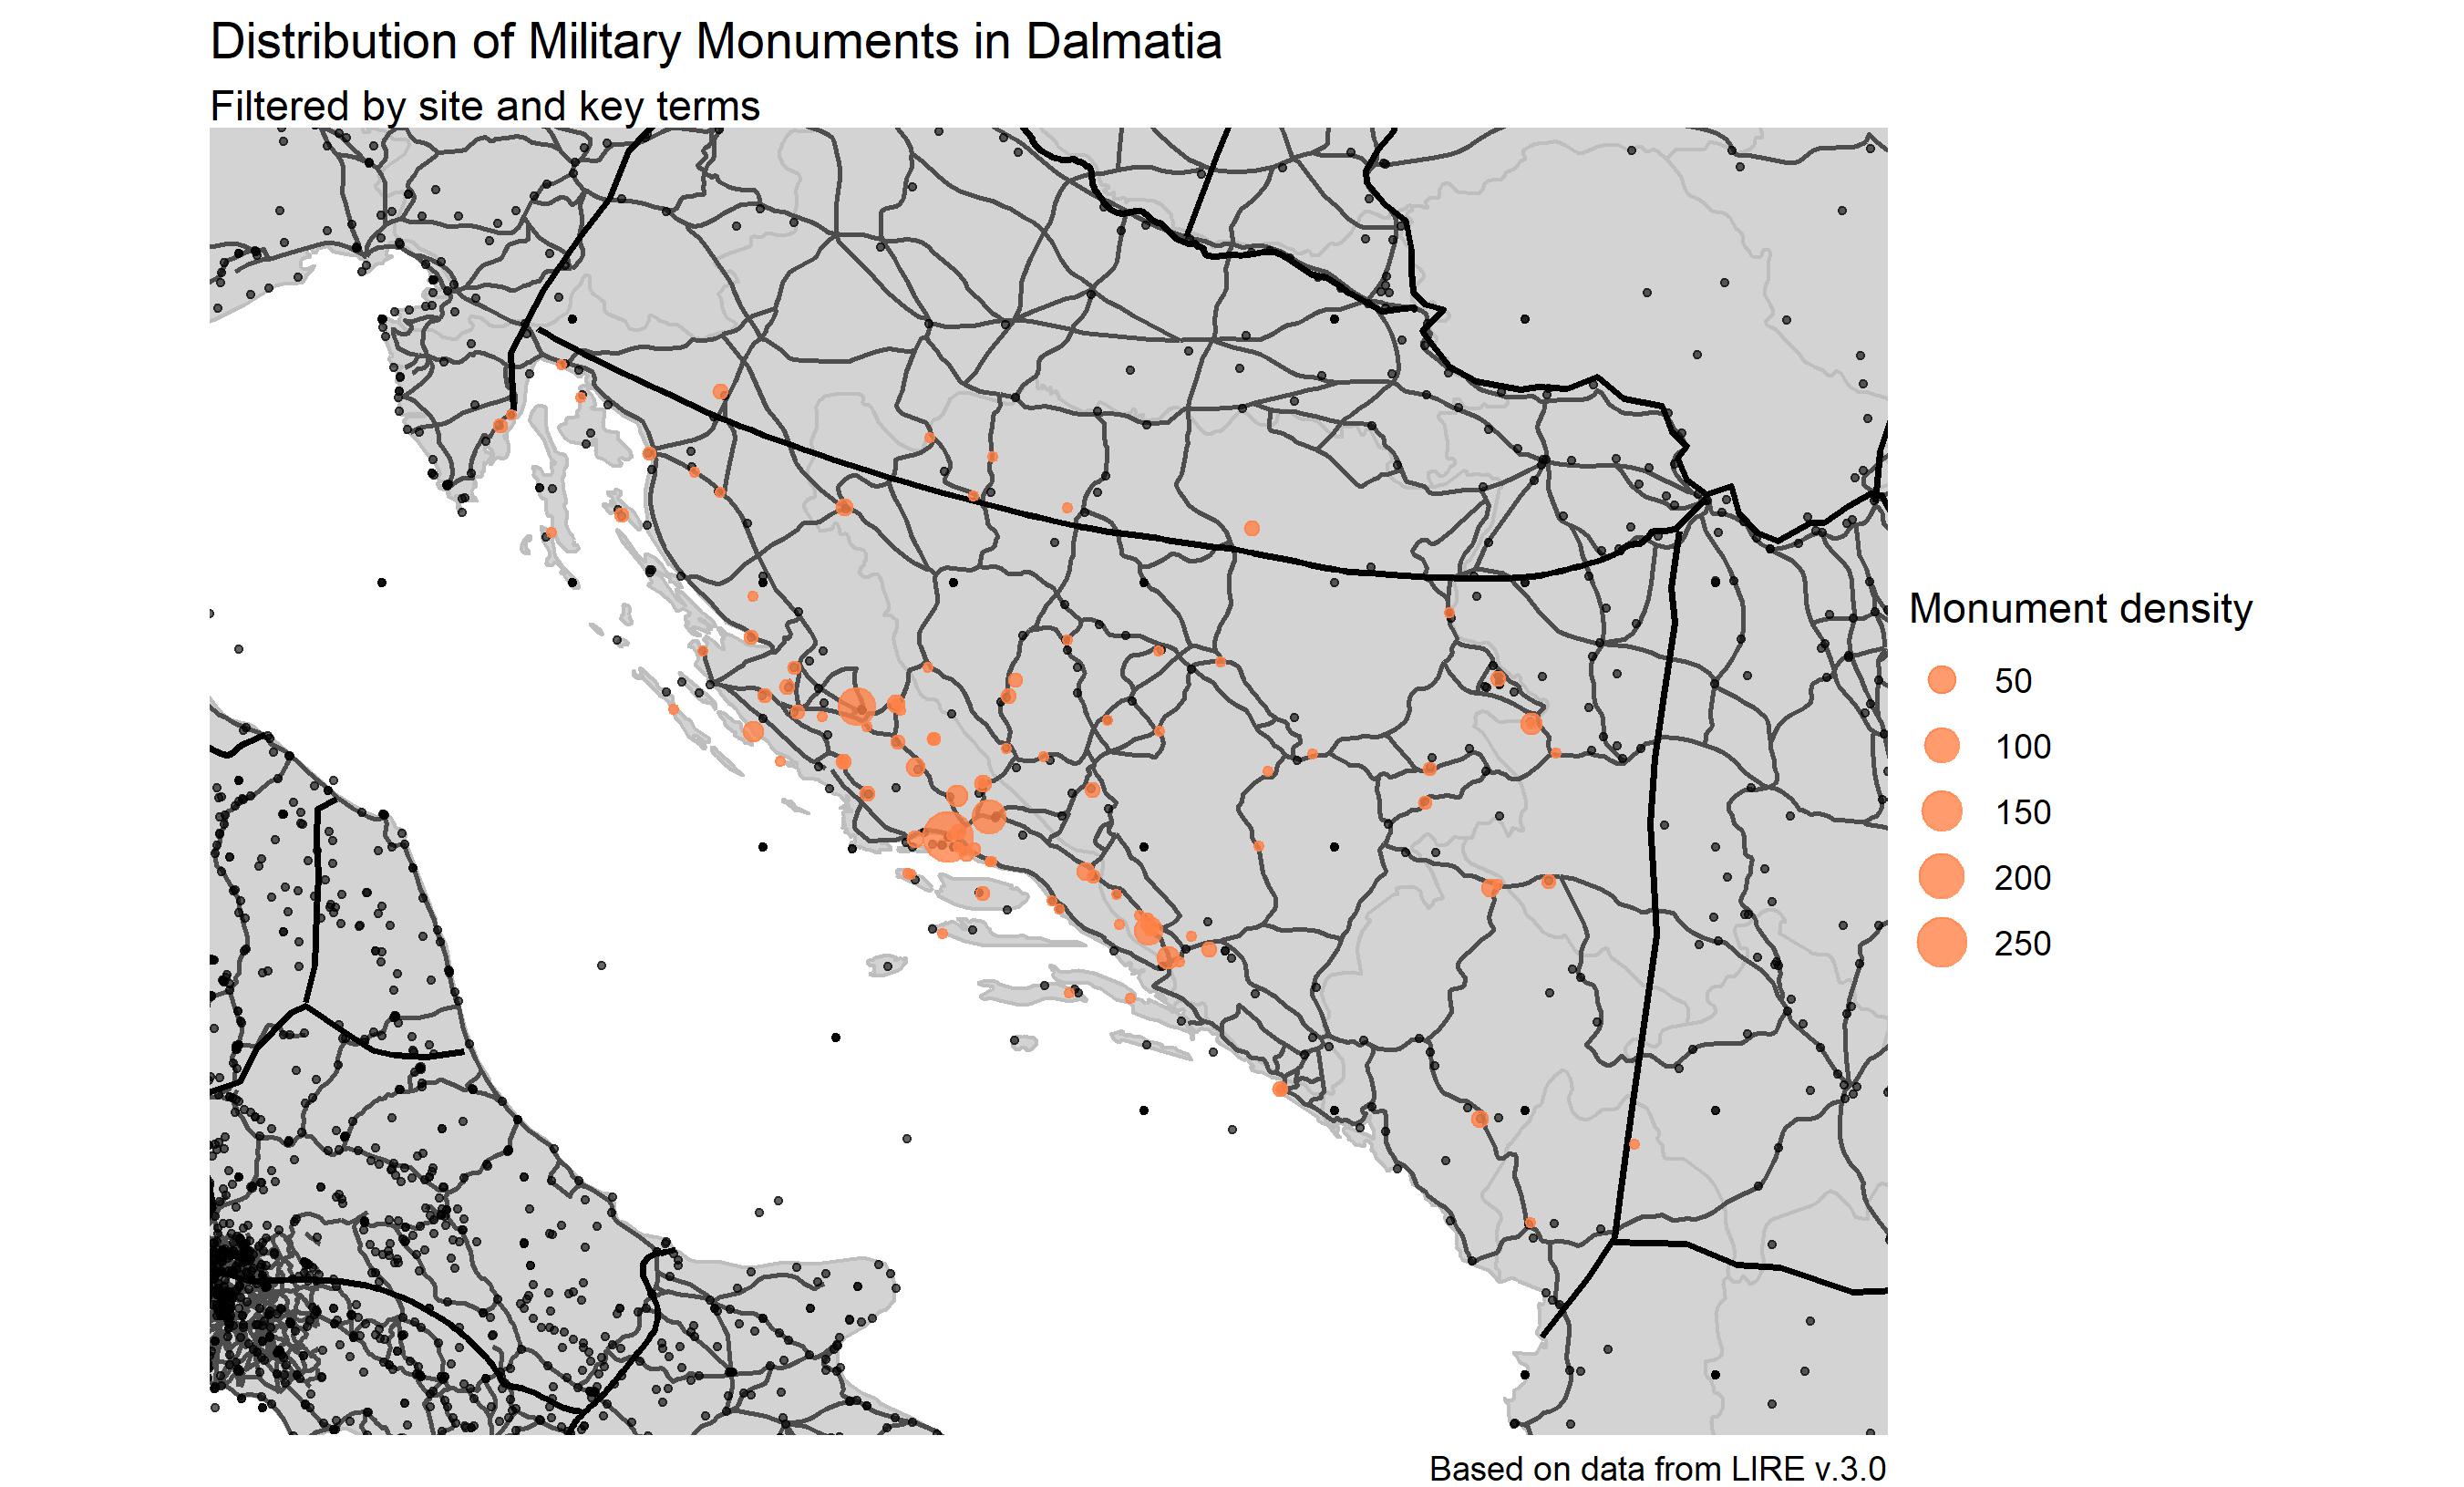 Distribution of Military Monuments in Dalmatia
Filtered by site and key terms
Monument density
50
100
150
200
250
Based on data from LIRE v.3.0